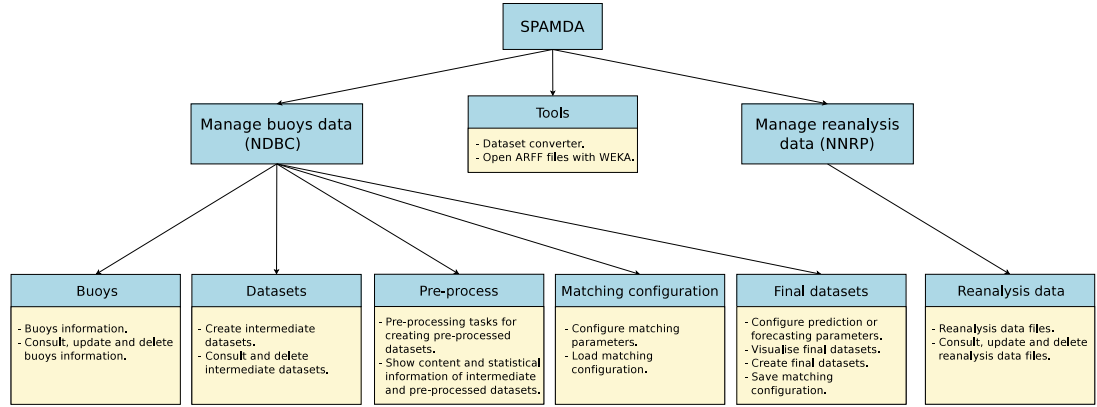 SPAMDA
Manage buoys data
(NDBC)
Tools
- Dataset converter.
- Open ARFF files with WEKA.
Manage reanalysis
data (NNRP)
Buoys
- Buoys information.
- Consult, update and delete
buoys information.
Datasets
- Create intermediate
datasets.
- Consult and delete
intermediate datasets.
Pre-process
- Pre-processing tasks for
creating pre-processed
datasets.
- Show content and statistical
information of intermediate
and pre-processed datasets.
Matching configuration
- Configure matching
parameters.
- Load matching
configuration.
Final datasets
- Configure prediction or
forecasting parameters.
- Visualise final datasets.
- Create final datasets.
- Save matching
configuration.
Reanalysis data
- Reanalysis data files.
- Consult, update and delete
reanalysis data files.